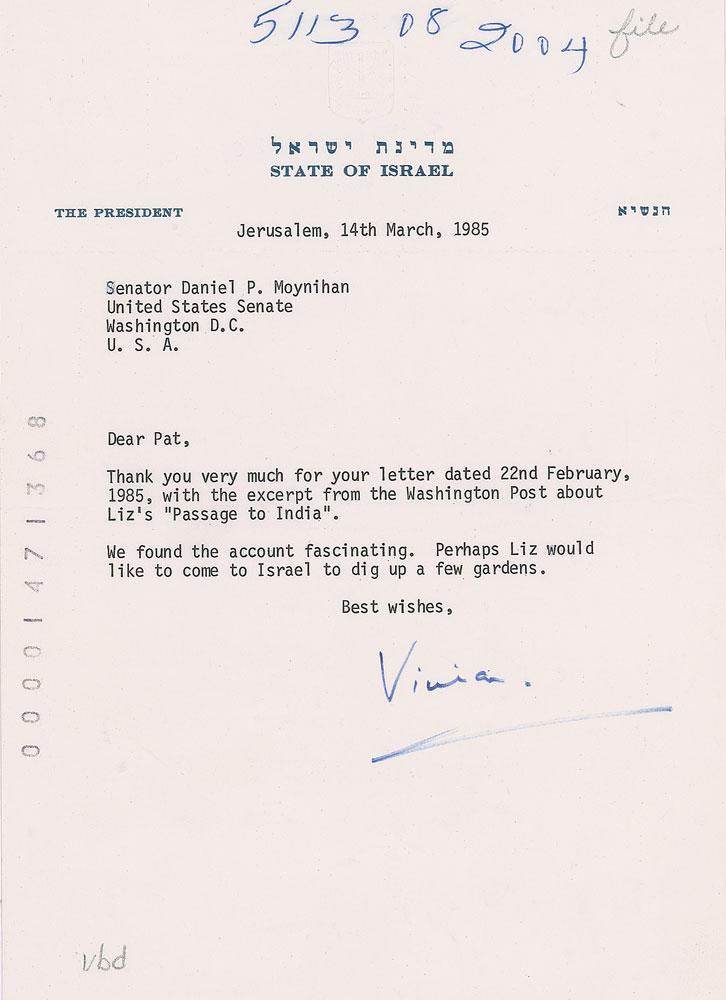 5113 08 2004 file
מדינת ישראל
STATE OF ISRAEL
THE PRESIDENT
הנשיא
Jerusalem, 14th March, 1985
Senator Daniel P. Moynihan
United States Senate
Washington D.C.
U. S. A.
Dear Pat,
Thank you very much for your letter dated 22nd February,
1985, with the excerpt from the Washington Post about
Liz's "Passage to India".
We found the account fascinating.  Perhaps Liz would
like to come to Israel to dig up a few gardens.
Best wishes,
Vivian.
00001471368
vbd